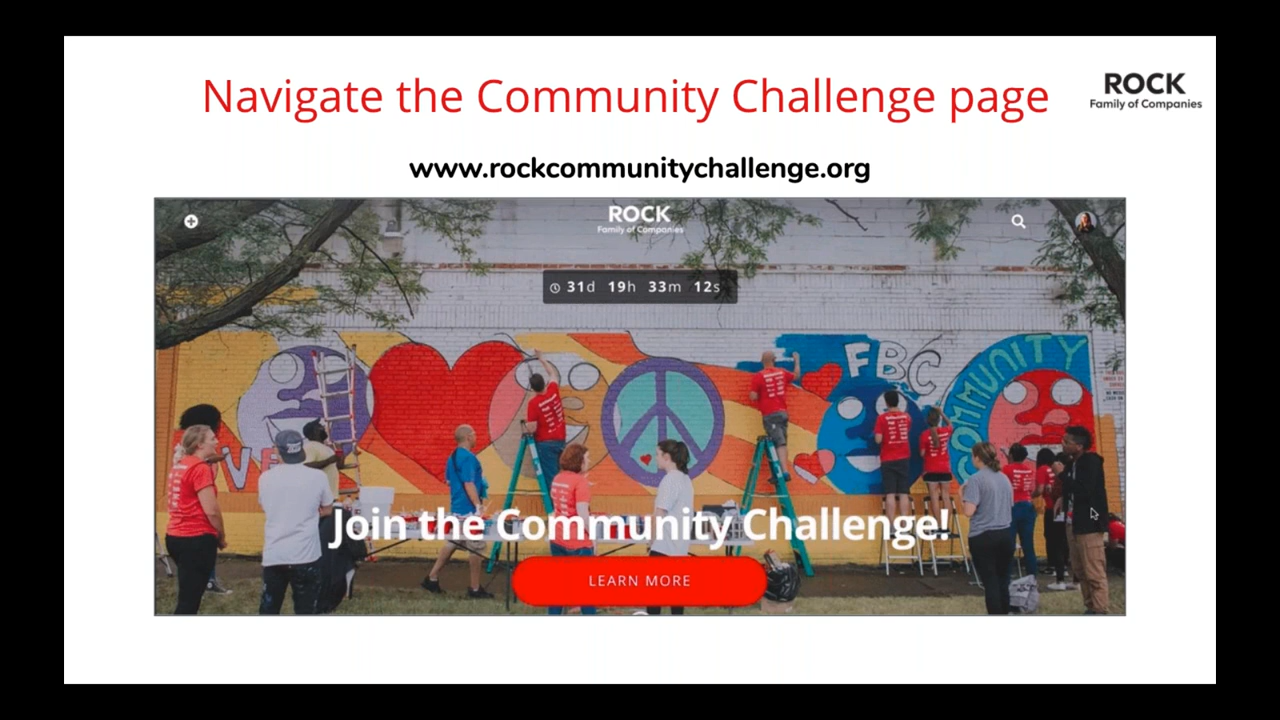 Navigate the Community Challenge page
ROCK
Family of Companies
www.rockcommunitychallenge.org
ROCK
Family of Companies
31d 19h 33m 12s
FBC
COMMUNITY
VE
Join the Community Challenge!
LEARN MORE